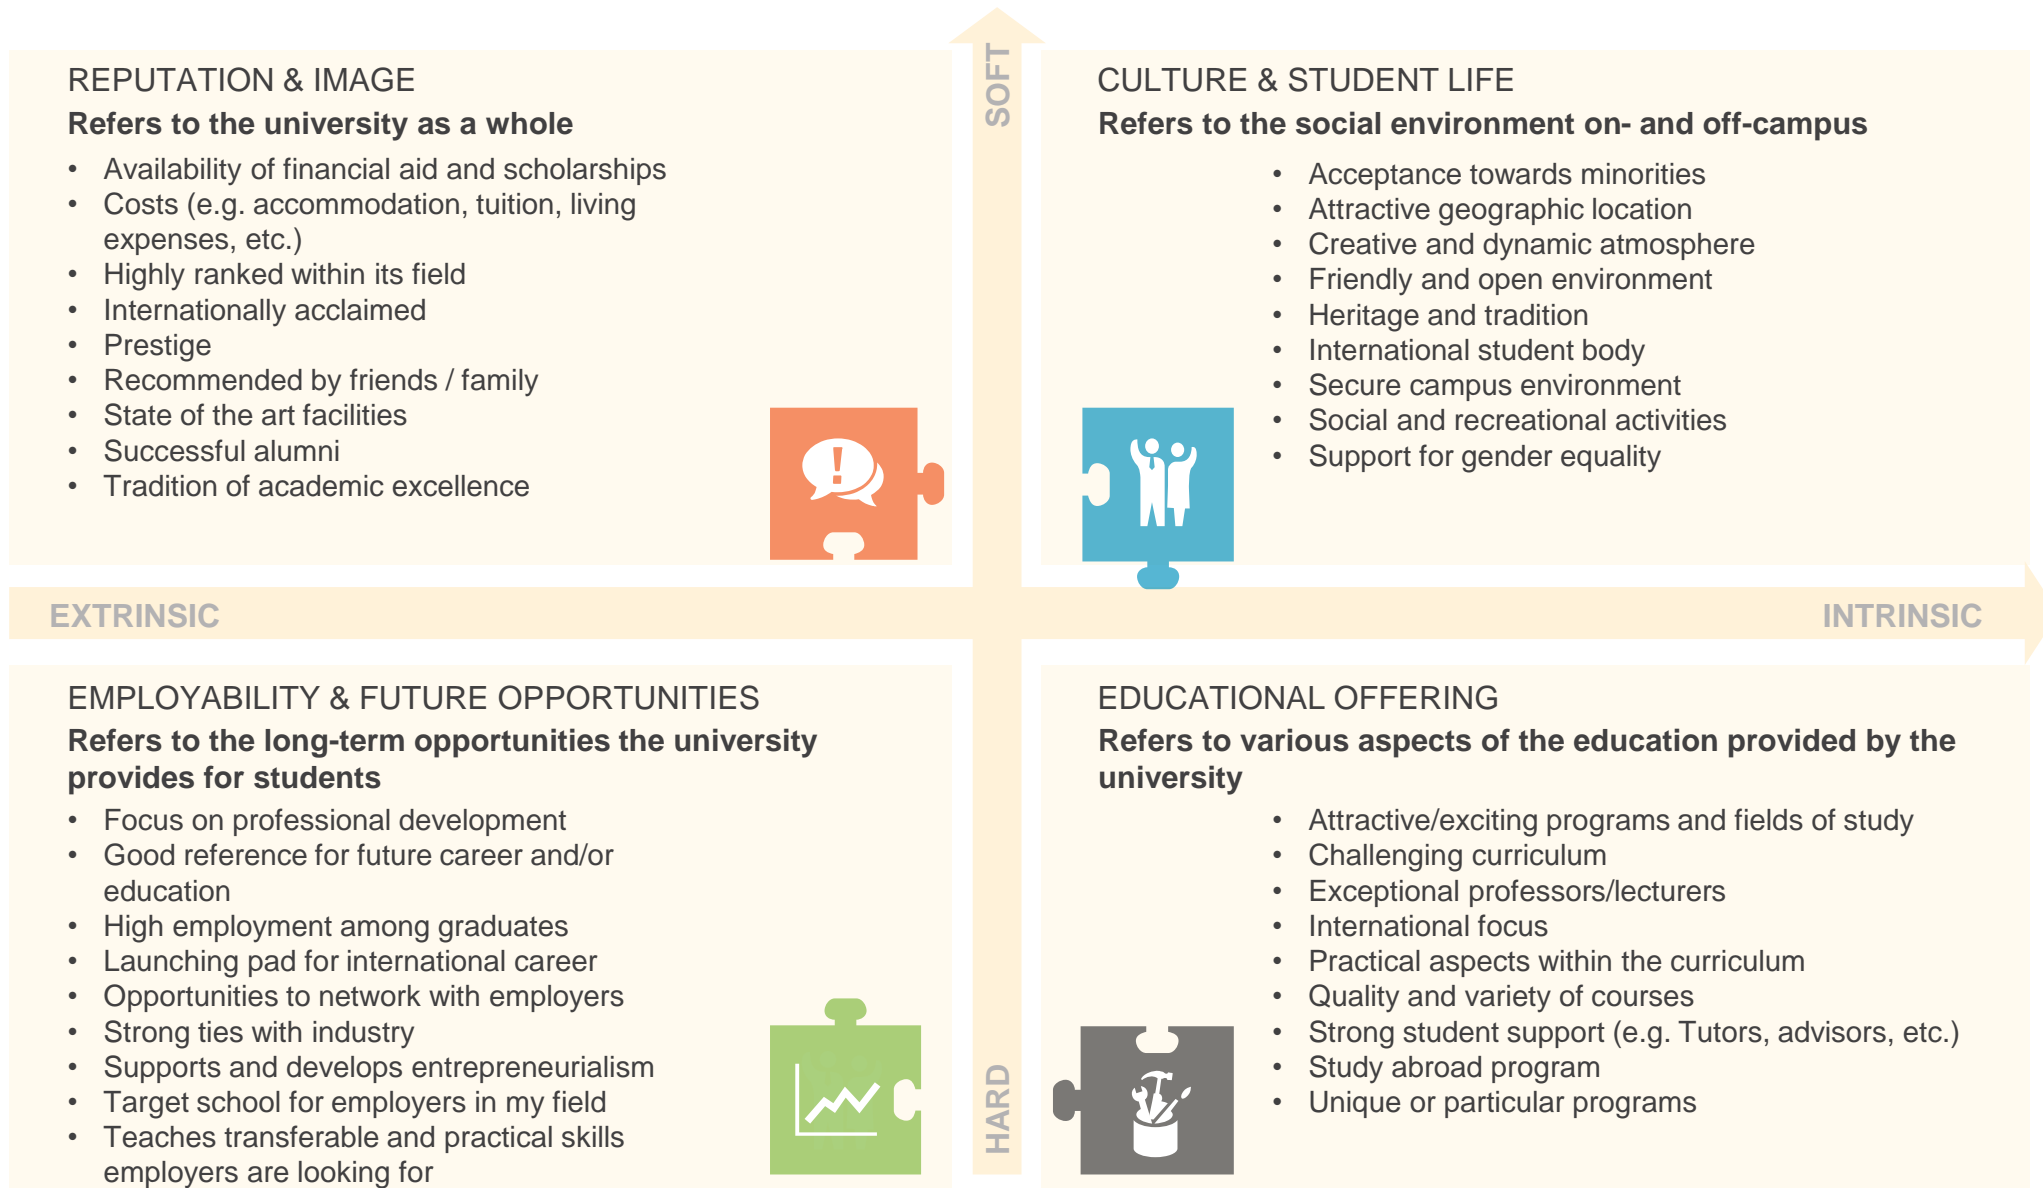 SOFT
REPUTATION & IMAGE
Refers to the university as a whole
• Availability of financial aid and scholarships
• Costs (e.g. accommodation, tuition, living
expenses, etc.)
• Highly ranked within its field
• Internationally acclaimed
• Prestige
• Recommended by friends / family
• State of the art facilities
• Successful alumni
• Tradition of academic excellence
CULTURE & STUDENT LIFE
Refers to the social environment on- and off-campus
• Acceptance towards minorities
• Attractive geographic location
• Creative and dynamic atmosphere
• Friendly and open environment
• Heritage and tradition
• International student body
• Secure campus environment
• Social and recreational activities
• Support for gender equality
EXTRINSIC
INTRINSIC
EMPLOYABILITY & FUTURE OPPORTUNITIES
Refers to the long-term opportunities the university
provides for students
• Focus on professional development
• Good reference for future career and/or
education
• High employment among graduates
• Launching pad for international career
• Opportunities to network with employers
• Strong ties with industry
• Supports and develops entrepreneurialism
• Target school for employers in my field
• Teaches transferable and practical skills
employers are looking for
HARD
EDUCATIONAL OFFERING
Refers to various aspects of the education provided by the
university
• Attractive/exciting programs and fields of study
• Challenging curriculum
• Exceptional professors/lecturers
• International focus
• Practical aspects within the curriculum
• Quality and variety of courses
• Strong student support (e.g. Tutors, advisors, etc.)
• Study abroad program
• Unique or particular programs